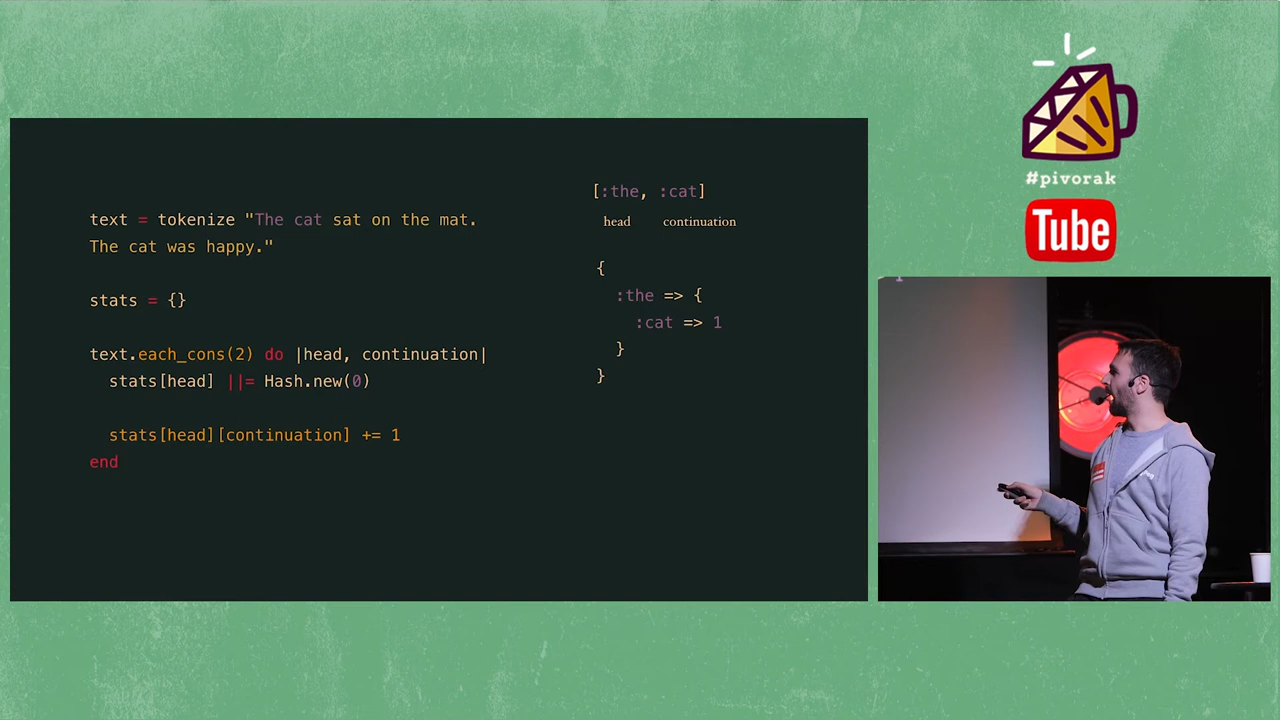 text = tokenize "The cat sat on the mat.
The cat was happy."
stats = {}
text.each_cons(2) do |head, continuation|
  stats[head] ||= Hash.new(0)
  stats[head][continuation] += 1
end
[:the, :cat]
head continuation
{
  :the => {
    :cat => 1
  }
}
#pivorak
Tube